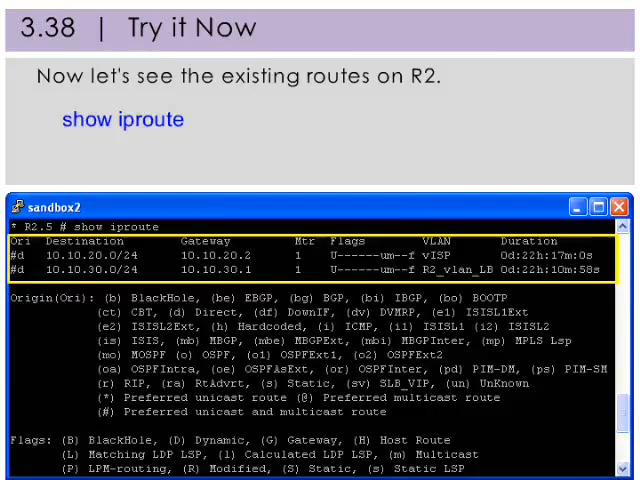 3.38 | Try it Now
Now let's see the existing routes on R2.
show iproute
sandbox2
* R2.5 # show iproute
Ori Destination Gateway Mtr Flags VLAN Duration
#d 10.10.20.0/24 10.10.20.2 1 U------um--f vISP 0d:22h:17m:0s
#d 10.10.30.0/24 10.10.30.1 1 U------um--f R2_vlan_LB 0d:22h:10m:58s
Origin(Ori): (b) BlackHole, (be) EBGP, (bg) BGP, (bi) IBGP, (bo) BOOTP
(ct) CBT, (d) Direct, (df) DownIF, (dv) DVMRP, (e1) ISISL1Ext
(e2) ISISL2Ext, (h) Hardcoded, (i) ICMP, (i1) ISISL1 (i2) ISISL2
(is) ISIS, (mb) MBGP, (mbe) MBGPExt, (mbi) MBGPInter, (mp) MPLS Lsp
(mo) MOSPF (o) OSPF, (o1) OSPFExt1, (o2) OSPFExt2
(oa) OSPFIntra, (oe) OSPFAsExt, (or) OSPFInter, (pd) PIM-DM, (ps) PIM-SM
(r) RIP, (ra) RtAdvrt, (s) Static, (sv) SLB_VIP, (un) UnKnown
(*) Preferred unicast route (@) Preferred multicast route
(#) Preferred unicast and multicast route
Flags: (B) BlackHole, (D) Dynamic, (G) Gateway, (H) Host Route
(L) Matching LDP LSP, (l) Calculated LDP LSP, (m) Multicast
(P) LPM-routing, (R) Modified, (S) Static, (s) Static LSP